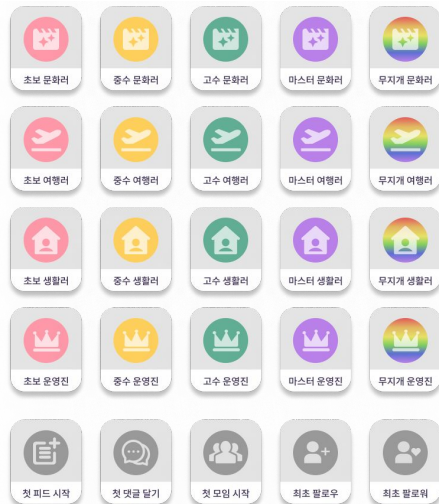 초보 문화러
중수 문화러
고수 문화러
마스터 문화러
무지개 문화러
초보 여행러
중수 여행러
고수 여행러
마스터 여행러
무지개 여행러
초보 생활러
중수 생활러
고수 생활러
마스터 생활러
무지개 생활러
초보 운영진
중수 운영진
고수 운영진
마스터 운영진
무지개 운영진
첫 피드 시작
첫 댓글 달기
첫 모임 시작
최초 팔로우
최초 팔로워